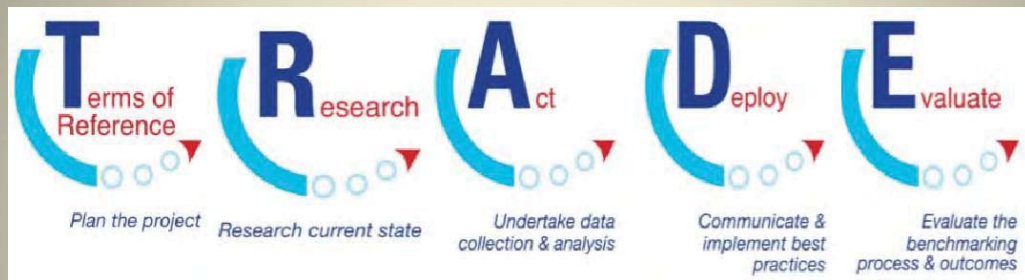 Terms of
Reference
Plan the project
Research
Research current state
Act
Undertake data
collection & analysis
Deploy
Communicate &
implement best
practices
Evaluate
Evaluate the
benchmarking
process & outcomes